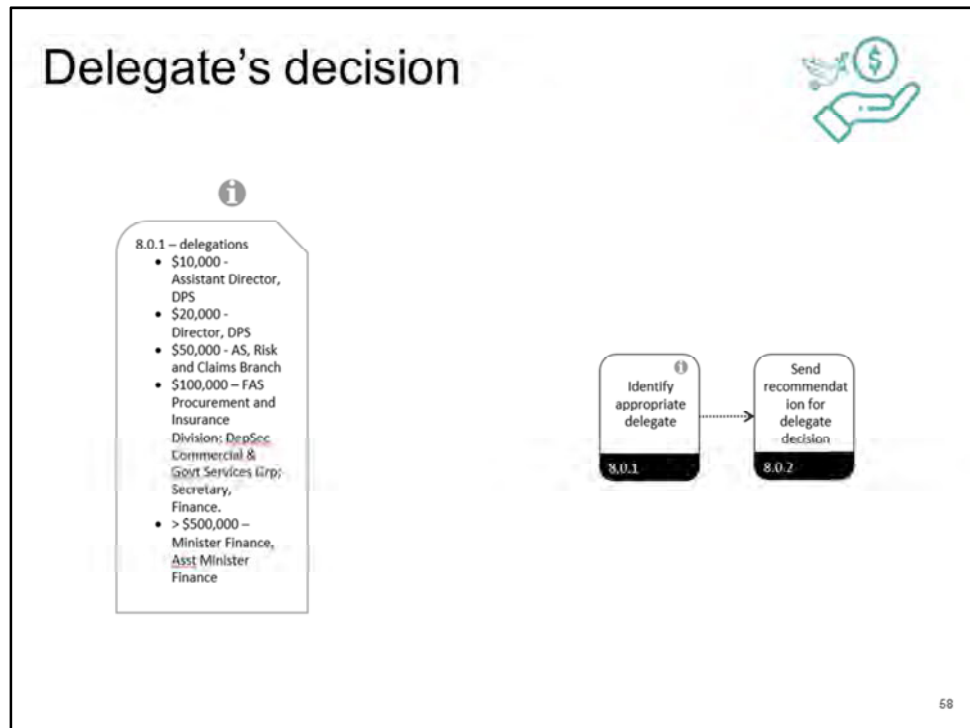 Delegate's decision
$
i
8.0.1 – delegations
• $10,000 -
Assistant Director,
DPS
• $20,000 -
Director, DPS
• $50,000 - AS, Risk
and Claims Branch
• $100,000 – FAS
Procurement and
Insurance
Division; DepSec
Commercial &
Govt Services Grp;
Secretary,
Finance.
• > $500,000 –
Minister Finance,
Asst Minister
Finance
i
Identify
appropriate
delegate
8.0.1
Send
recommendat
ion for
delegate
decision
8.0.2
58